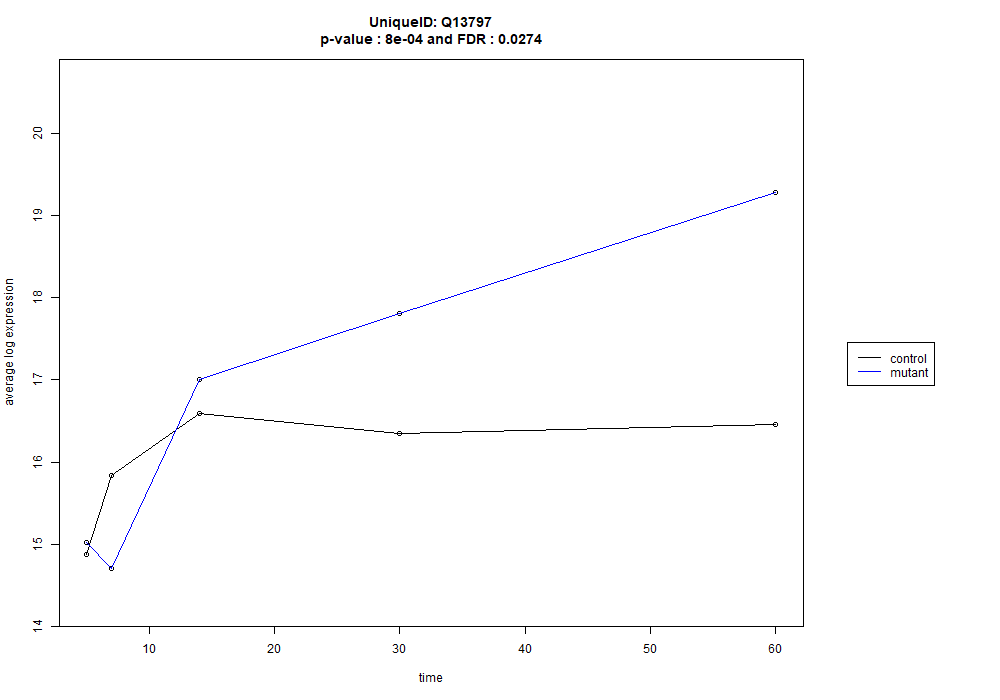 UniqueID: Q13797
p-value : 8e-04 and FDR : 0.0274
average log expression
20
19
18
17
16
15
14
10
20
30
40
50
60
time
control
mutant